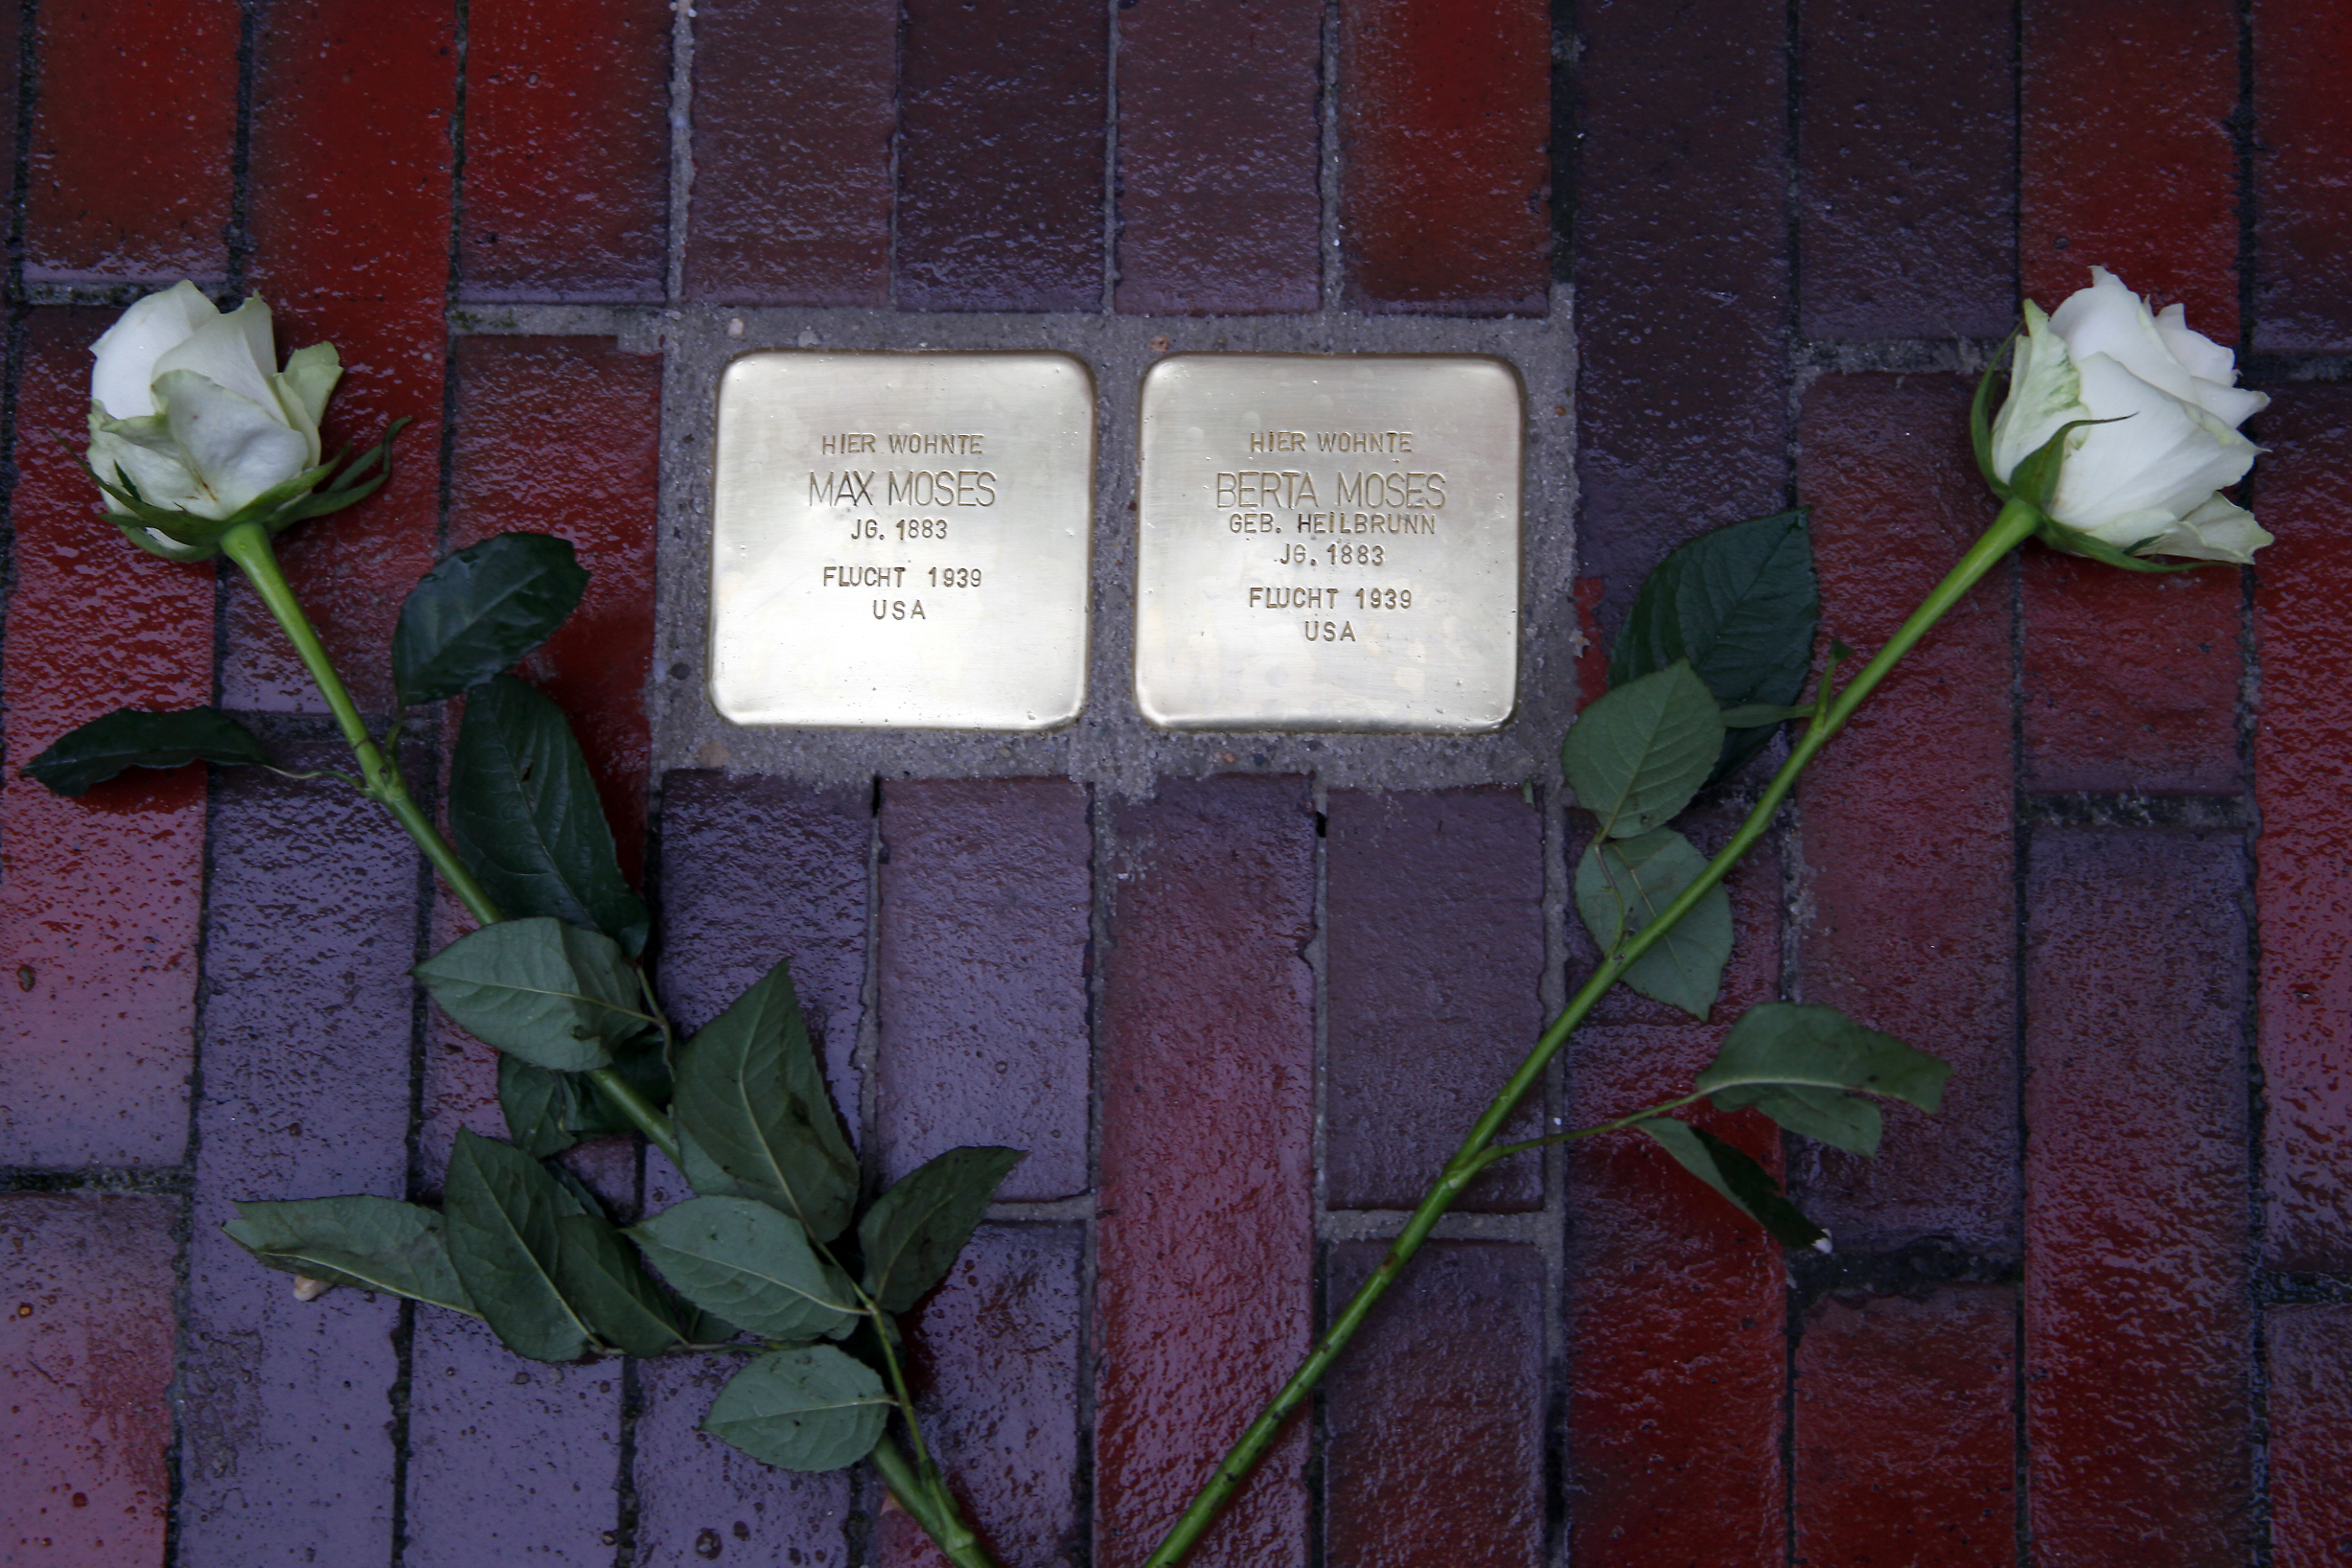 HIER WOHNTE
MAX MOSES
JG. 1883
FLUCHT 1939
USA
HIER WOHNTE
BERTA MOSES
GEB. HEILBRUNN
JG. 1883
FLUCHT 1939
USA